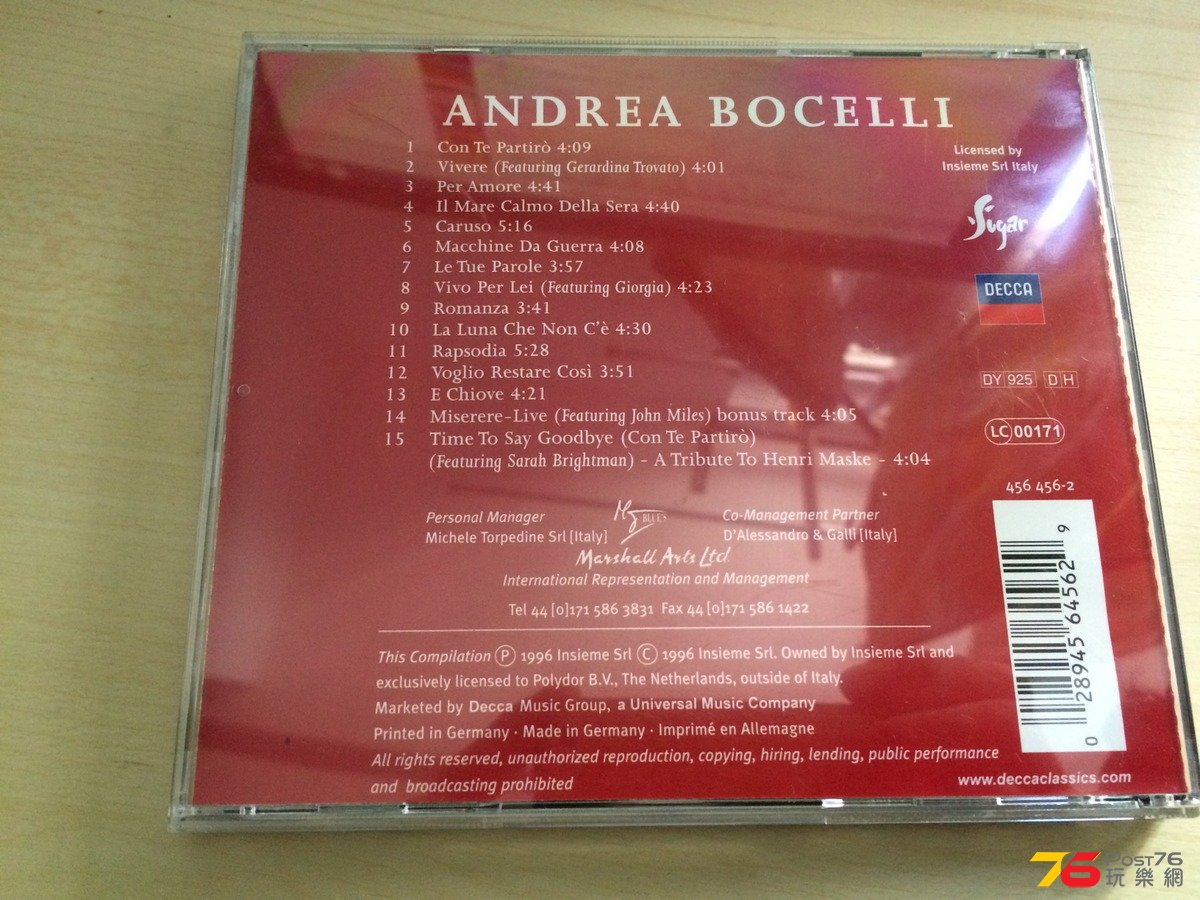 ANDREA BOCELLI
1 Con Te Partirò 4:09
2 Vivere (Featuring Gerardina Trovato) 4:01
3 Per Amore 4:41
4 Il Mare Calmo Della Sera 4:40
5 Caruso 5:16
6 Macchine Da Guerra 4:08
7 Le Tue Parole 3:57
8 Vivo Per Lei (Featuring Giorgia) 4:23
9 Romanza 3:41
10 La Luna Che Non C'è 4:30
11 Rapsodia 5:28
12 Voglio Restare Così 3:51
13 E Chiove 4:21
14 Miserere-Live (Featuring John Miles) bonus track 4:05
15 Time To Say Goodbye (Con Te Partirò)
(Featuring Sarah Brightman) - A Tribute To Henri Maske - 4:04
Licensed by
Insieme Srl Italy
Sugar
DECCA
DY 925 D H
LC 00171
456 456-2
0 28945 64562 9
Personal Manager
Michele Torpedine Srl [Italy]
BLUES
Co-Management Partner
D'Alessandro & Galli [Italy]
Marshall Arts Ltd
International Representation and Management
Tel 44 [0]171 586 3831 Fax 44 [0]171 586 1422
This Compilation Ⓟ 1996 Insieme Srl Ⓒ 1996 Insieme Srl. Owned by Insieme Srl and
exclusively licensed to Polydor B.V., The Netherlands, outside of Italy.
Marketed by Decca Music Group, a Universal Music Company
Printed in Germany · Made in Germany · Imprimé en Allemagne
All rights reserved, unauthorized reproduction, copying, hiring, lending, public performance
and broadcasting prohibited
www.deccaclassics.com
76 POST76
玩樂網